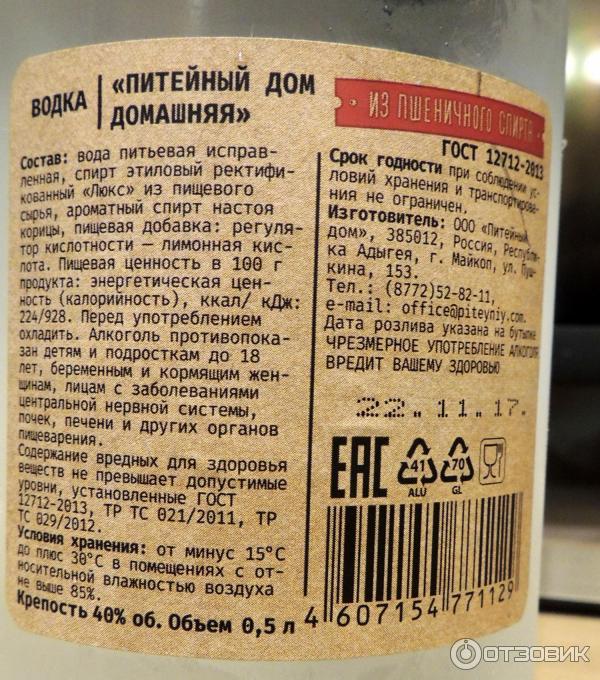 ВОДКА
«ПИТЕЙНЫЙ ДОМ
ДОМАШНЯЯ»
Состав: вода питьевая исправ-
ленная, спирт этиловый ректифи-
кованный «Люкс» из пищевого
сырья, ароматный спирт настоя
корицы, пищевая добавка: регуля-
тор кислотности – лимонная кис-
лота. Пищевая ценность в 100 г
продукта: энергетическая цен-
ность (калорийность), ккал/ кДж:
224/928. Перед употреблением
охладить. Алкоголь противопока-
зан детям и подросткам до 18
лет, беременным и кормящим жен-
щинам, лицам с заболеваниями
центральной нервной системы,
почек, печени и других органов
пищеварения.
Содержание вредных для здоровья
веществ не превышает допустимые
уровни, установленные ГОСТ
12712-2013, ТР ТС 021/2011, ТР
ТС 029/2012.
Условия хранения: от минус 15°С
до плюс 30°С в помещениях с от-
носительной влажностью воздуха
не выше 85%.
Крепость 40% об. Объем 0,5 л
ИЗ ПШЕНИЧНОГО СПИРТА
ГОСТ 12712-2013
Срок годности при соблюдении ус-
ловий хранения и транспортирова-
ния не ограничен.
Изготовитель: ООО «Питейный
дом», 385012, Россия, Республи-
ка Адыгея, г. Майкоп, ул. Пуш-
кина, 153.
Тел.: (8772)52-82-11,
e-mail: office@piteyniy.com.
Дата розлива указана на бутылке
ЧРЕЗМЕРНОЕ УПОТРЕБЛЕНИЕ АЛКОГОЛЯ
ВРЕДИТ ВАШЕМУ ЗДОРОВЬЮ
22.11.17.
EAC
41
ALU
70
GL
4 607154 771129
ОТЗОВИК